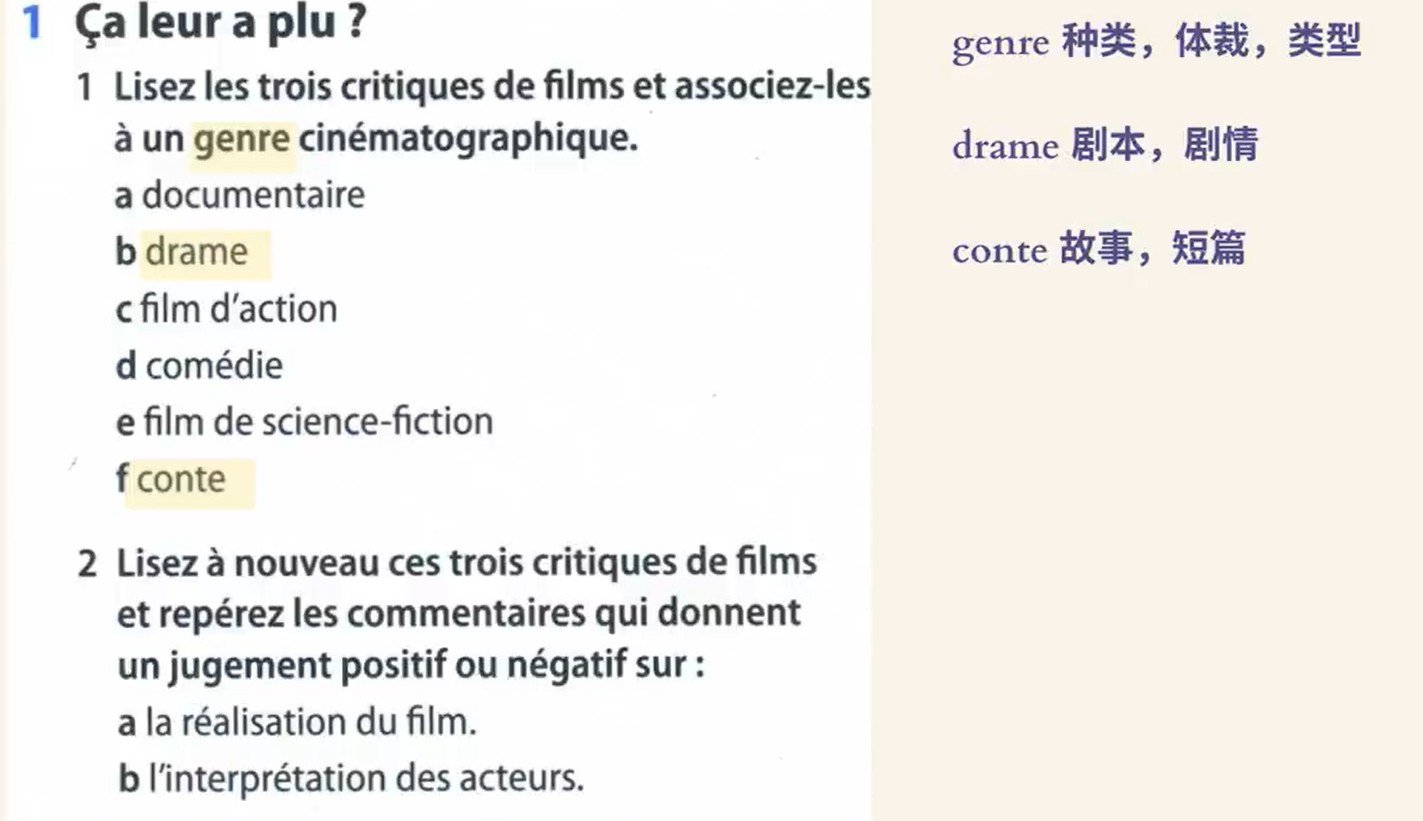 1 Ça leur a plu ?
1 Lisez les trois critiques de films et associez-les
à un genre cinématographique.
a documentaire
b drame
c film d'action
d comédie
e film de science-fiction
f conte
2 Lisez à nouveau ces trois critiques de films
et repérez les commentaires qui donnent
un jugement positif ou négatif sur :
a la réalisation du film.
b l'interprétation des acteurs.
genre 种类，体裁，类型
drame 剧本，剧情
conte 故事，短篇